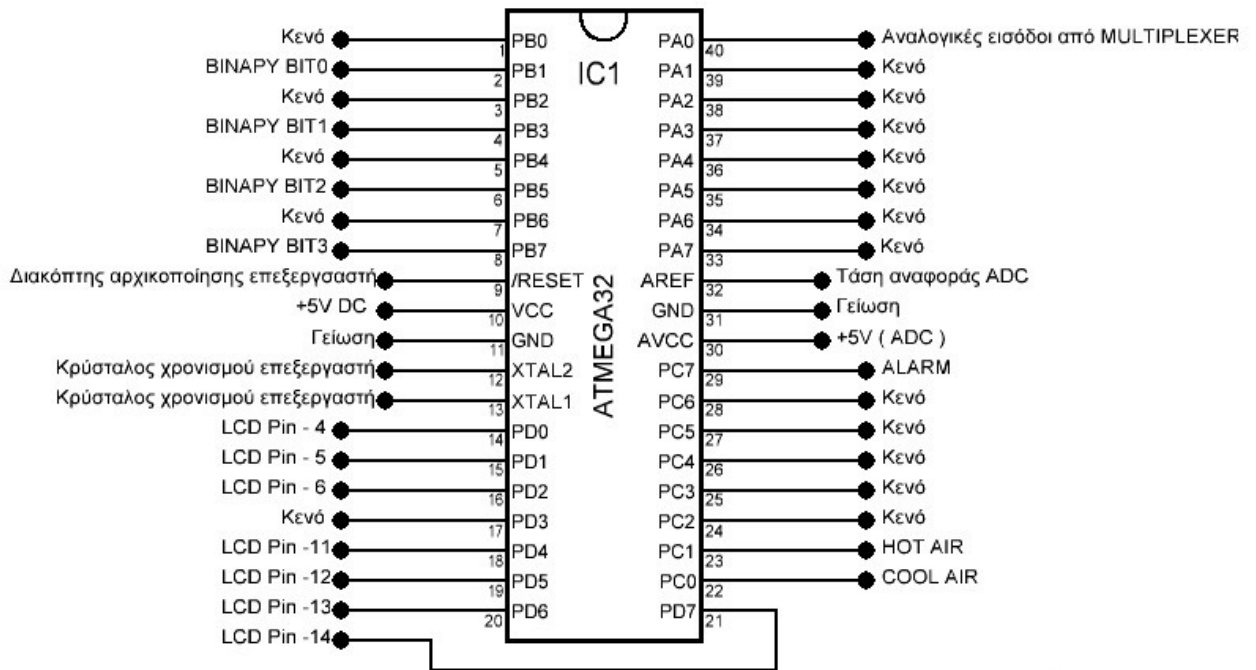 Κενό 1 PB0 PA0 40 Αναλογικές εισόδοι από MULTIPLEXER
BINAPY BIT0 2 PB1 IC1 PA1 39 Κενό
Κενό 3 PB2 PA2 38 Κενό
BINAPY BIT1 4 PB3 PA3 37 Κενό
Κενό 5 PB4 PA4 36 Κενό
BINAPY BIT2 6 PB5 PA5 35 Κενό
Κενό 7 PB6 PA6 34 Κενό
BINAPY BIT3 8 PB7 PA7 33 Κενό
Διακόπτης αρχικοποίησης επεξεργσαστή 9 /RESET AREF 32 Τάση αναφοράς ADC
+5V DC 10 VCC GND 31 Γείωση
Γείωση 11 GND AVCC 30 +5V ( ADC )
Κρύσταλος χρονισμού επεξεργαστή 12 XTAL2 ATMEGA32 PC7 29 ALARM
Κρύσταλος χρονισμού επεξεργαστή 13 XTAL1 PC6 28 Κενό
LCD Pin - 4 14 PD0 PC5 27 Κενό
LCD Pin - 5 15 PD1 PC4 26 Κενό
LCD Pin - 6 16 PD2 PC3 25 Κενό
Κενό 17 PD3 PC2 24 Κενό
LCD Pin -11 18 PD4 PC1 23 HOT AIR
LCD Pin -12 19 PD5 PC0 22 COOL AIR
LCD Pin -13 20 PD6 PD7 21
LCD Pin -14